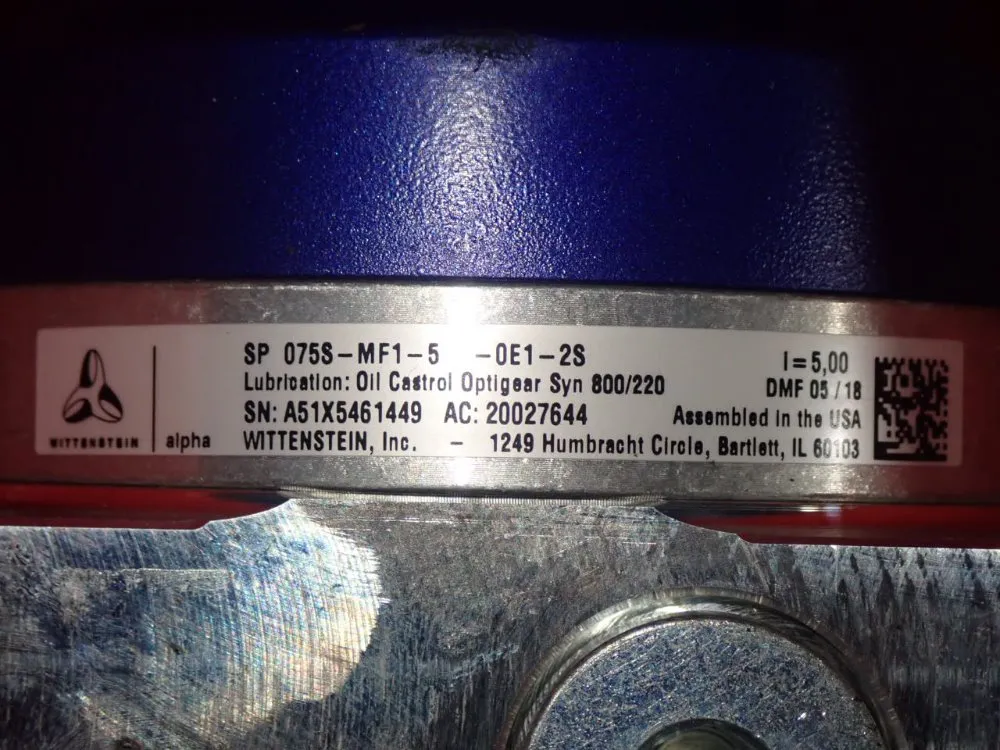 SP 075S-MF1-5 -0E1-2S i=5,00
Lubrication: Oil Castrol Optigear Syn 800/220 DMF 05/18
SN: A51X5461449 AC: 20027644 Assembled in the USA
WITTENSTEIN alpha WITTENSTEIN, Inc. - 1249 Humbracht Circle, Bartlett, IL 60103